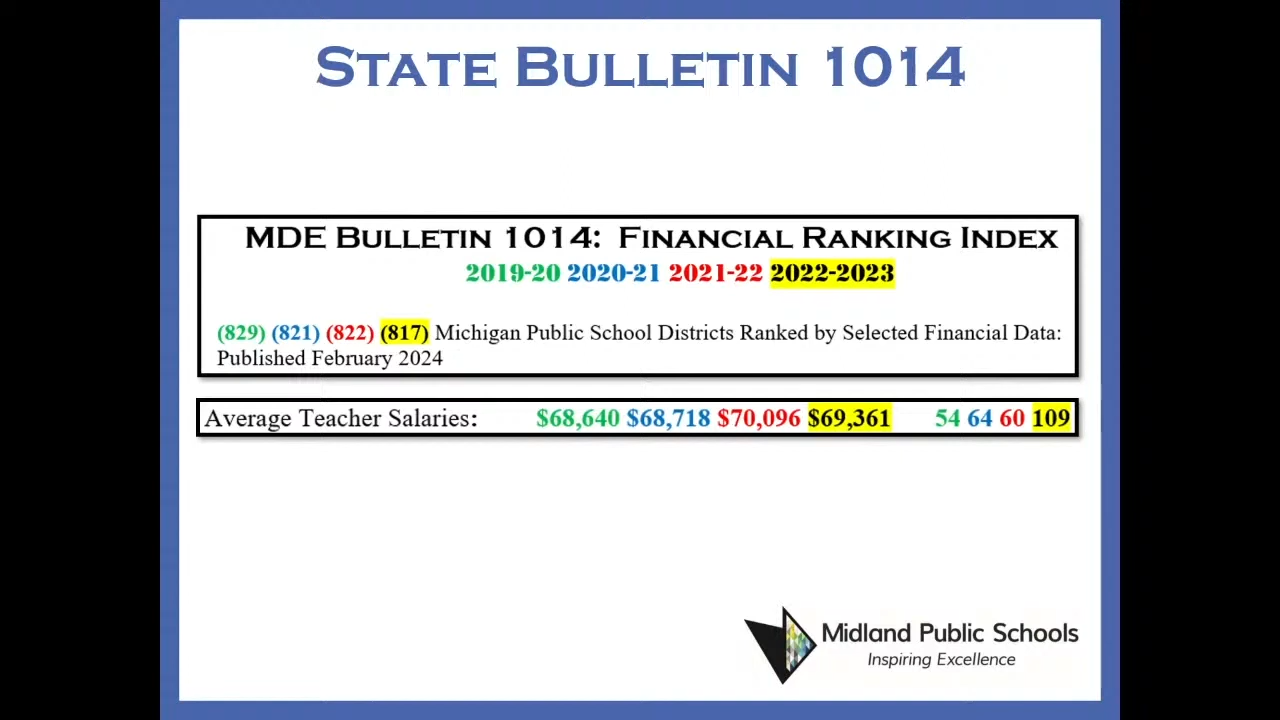 STATE BULLETIN 1014
MDE BULLETIN 1014: FINANCIAL RANKING INDEX
2019-20 2020-21 2021-22 2022-2023
(829) (821) (822) (817) Michigan Public School Districts Ranked by Selected Financial Data:
Published February 2024
Average Teacher Salaries: $68,640 $68,718 $70,096 $69,361 54 64 60 109
Midland Public Schools
Inspiring Excellence